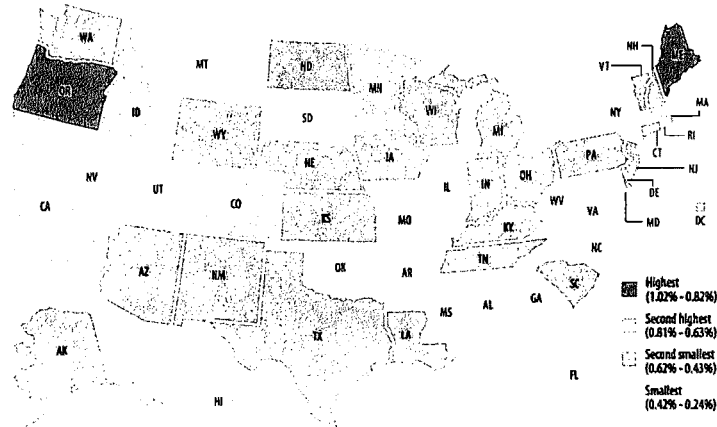 WA
MT
ND
MN
OR
ID
SD
WI
MI
WY
NE
IA
NV
UT
CO
KS
MO
IL
IN
OH
PA
CA
AZ
NM
OK
AR
TN
KY
WV
VA
NC
SC
MS
AL
GA
TX
LA
FL
AK
HI
NH
VT
ME
NY
MA
RI
CT
NJ
DE
MD
DC
Highest
(1.02% - 0.82%)
Second highest
(0.81% - 0.63%)
Second smallest
(0.62% - 0.43%)
Smallest
(0.42% - 0.24%)